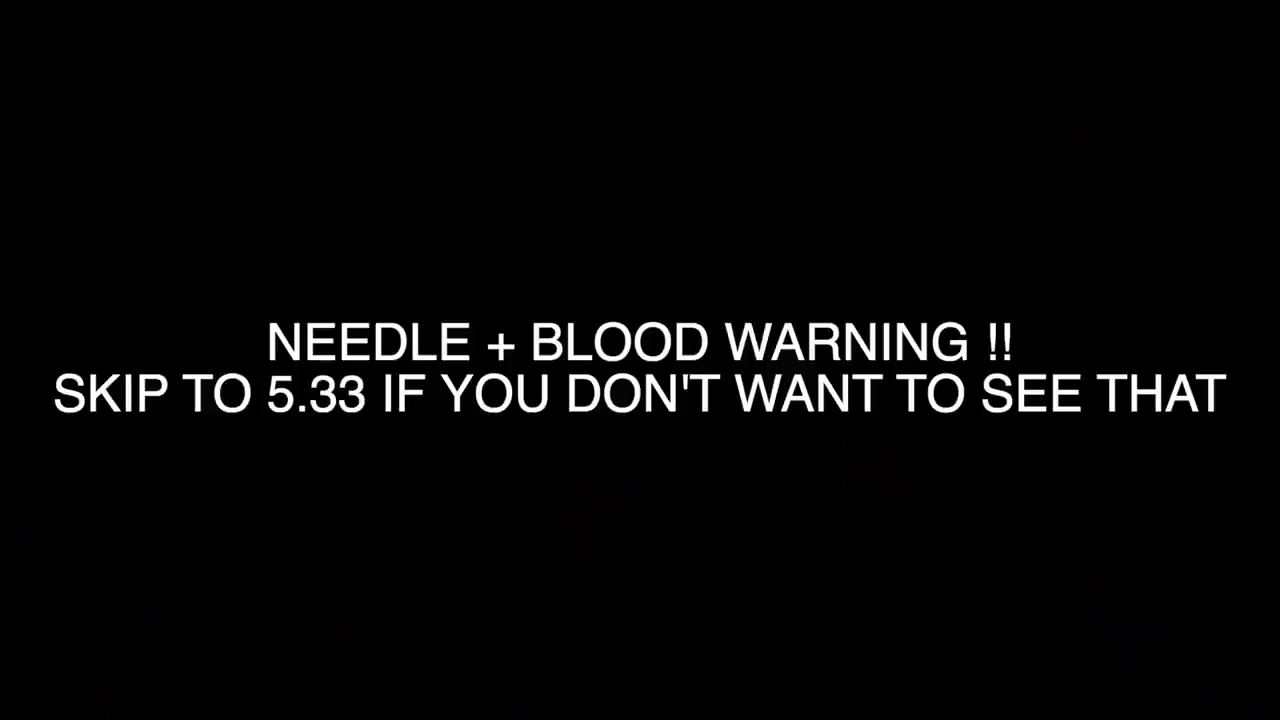 NEEDLE + BLOOD WARNING !!
SKIP TO 5.33 IF YOU DON'T WANT TO SEE THAT